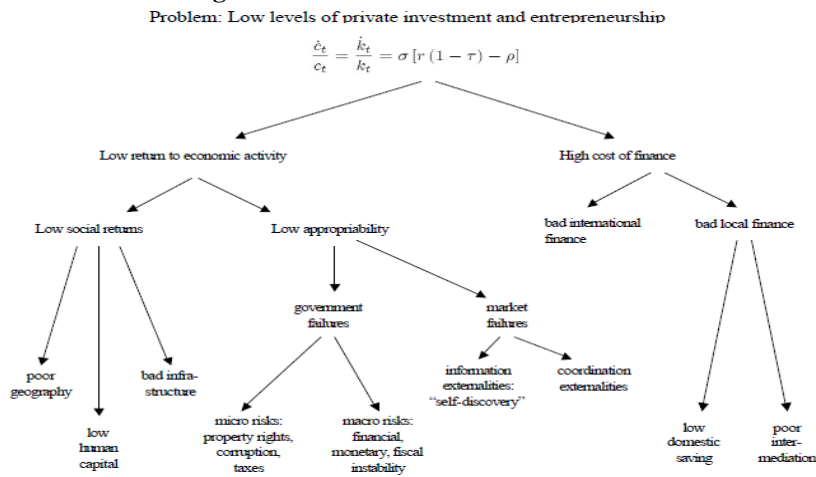 Problem: Low levels of private investment and entrepreneurship
ċₜ/cₜ = k̇ₜ/kₜ = σ [r (1 − τ) − ρ]
Low return to economic activity
High cost of finance
Low social returns
Low appropriability
bad international
finance
bad local finance
government
failures
market
failures
poor
geography
bad infra-
structure
information
externalities:
“self-discovery”
coordination
externalities
low
human
capital
micro risks:
property rights,
corruption,
taxes
macro risks:
financial,
monetary, fiscal
instability
low
domestic
saving
poor
inter-
mediation